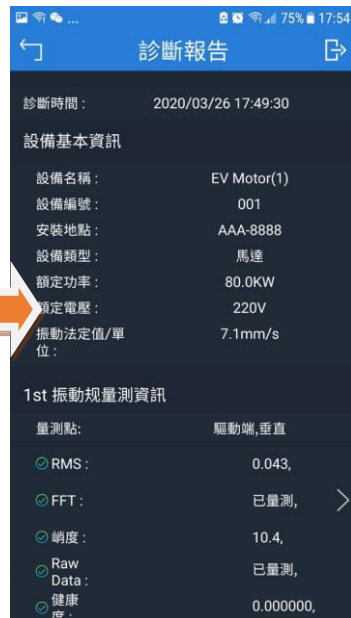 75% 17:54
診斷報告
診斷時間： 2020/03/26 17:49:30
設備基本資訊
設備名稱： EV Motor(1)
設備編號： 001
安裝地點： AAA-8888
設備類型： 馬達
額定功率： 80.0KW
額定電壓： 220V
振動法定值/單 7.1mm/s
位：
1st 振動规量測資訊
量測點: 驅動端,垂直
RMS： 0.043,
FFT： 已量測,
峭度： 10.4,
Raw 已量測,
Data：
健康 0.000000,
度：